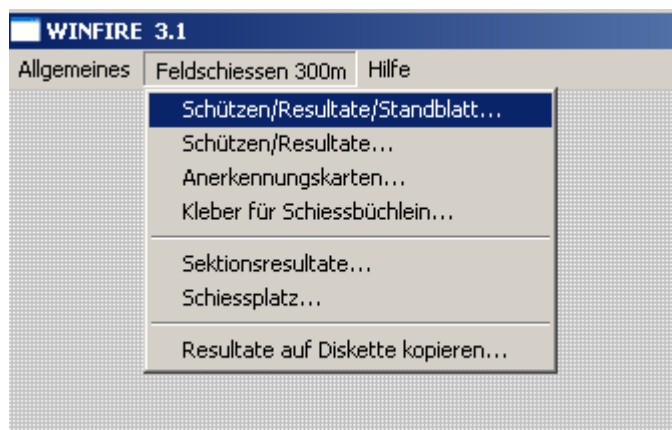 WINFIRE 3.1
Allgemeines Feldschiessen 300m Hilfe
Schützen/Resultate/Standblatt...
Schützen/Resultate...
Anerkennungskarten...
Kleber für Schiessbüchlein...
Sektionsresultate...
Schiessplatz...
Resultate auf Diskette kopieren...